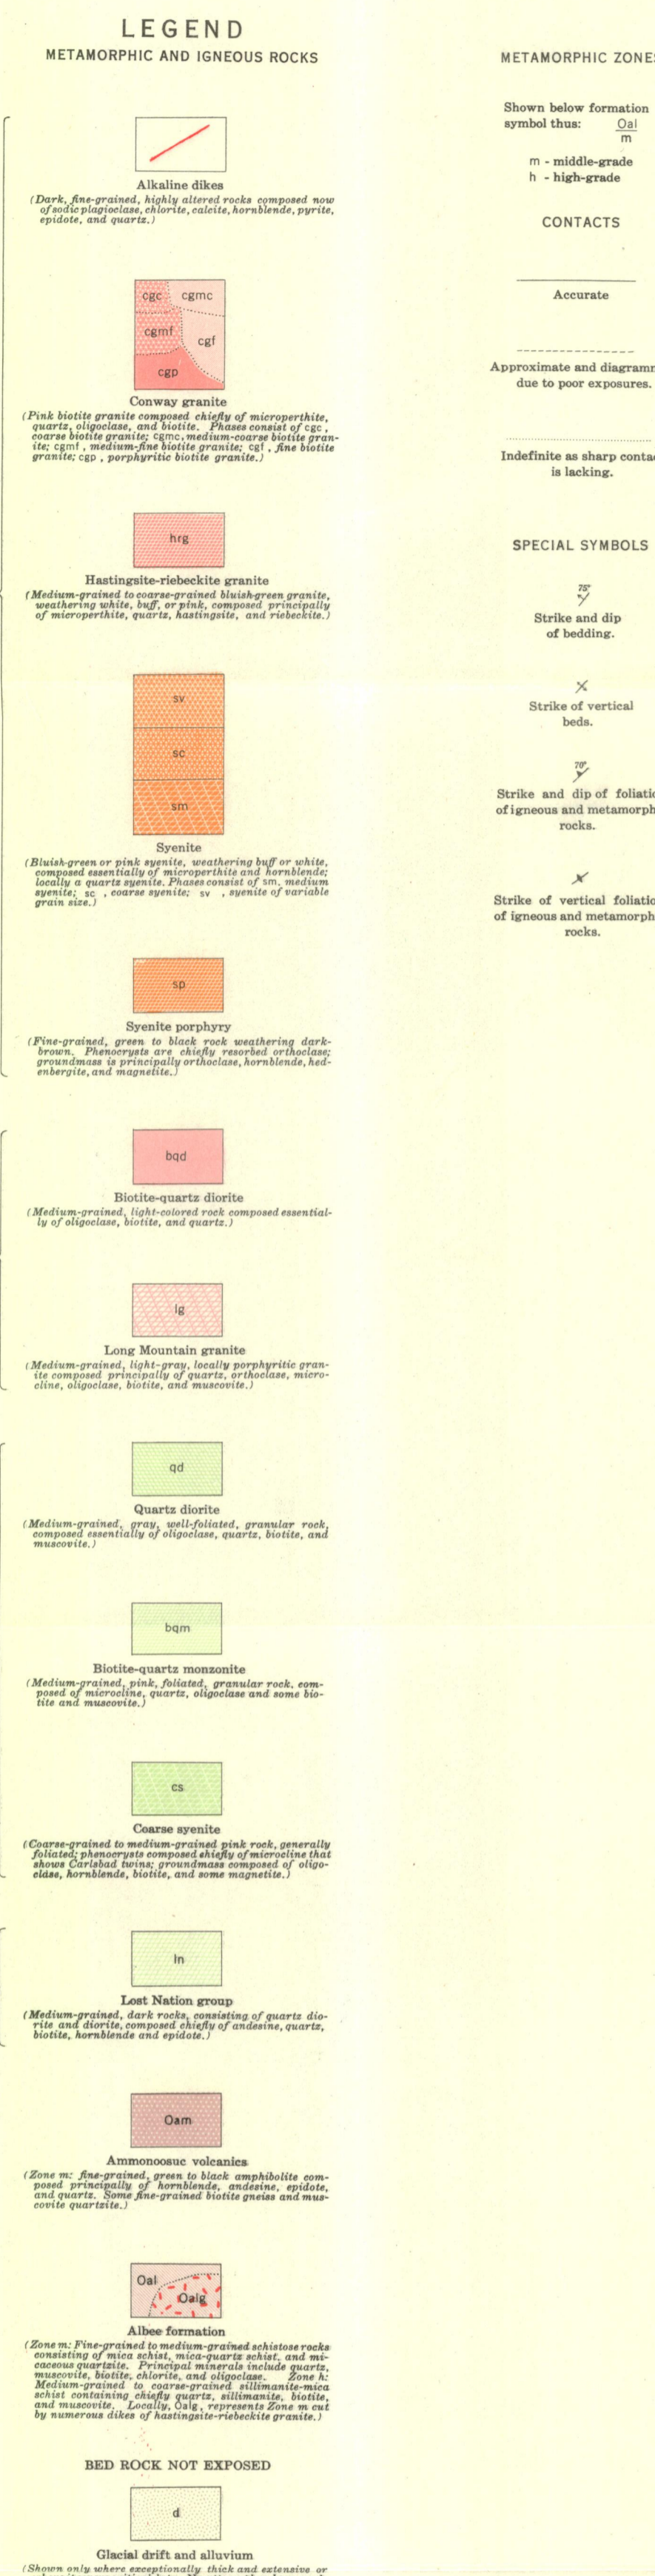 LEGEND
METAMORPHIC AND IGNEOUS ROCKS
Alkaline dikes
(Dark, fine-grained, highly altered rocks composed now
of sodic plagioclase, chlorite, calcite, hornblende, pyrite,
epidote, and quartz.)
cgc
cgmc
cgmf
cgf
cgp
Conway granite
(Pink biotite granite composed chiefly of microperthite,
quartz, oligoclase, and biotite. Phases consist of cgc,
coarse biotite granite; cgmc, medium-coarse biotite gran-
ite; cgmf, medium-fine biotite granite; cgf, fine biotite
granite; cgp, porphyritic biotite granite.)
hrg
Hastingsite-riebeckite granite
(Medium-grained to coarse-grained bluish-green granite,
weathering white, buff, or pink, composed principally
of microperthite, quartz, hastingsite, and riebeckite.)
sv
sc
sm
Syenite
(Bluish-green or pink syenite, weathering buff or white,
composed essentially of microperthite and hornblende;
locally a quartz syenite. Phases consist of sm, medium
syenite; sc , coarse syenite; sv , syenite of variable
grain size.)
sp
Syenite porphyry
(Fine-grained, green to black rock weathering dark-
brown. Phenocrysts are chiefly resorbed orthoclase;
groundmass is principally orthoclase, hornblende, hed-
enbergite, and magnetite.)
bqd
Biotite-quartz diorite
(Medium-grained, light-colored rock composed essential-
ly of oligoclase, biotite, and quartz.)
lg
Long Mountain granite
(Medium-grained, light-gray, locally porphyritic gran-
ite composed principally of quartz, orthoclase, micro-
cline, oligoclase, biotite, and muscovite.)
qd
Quartz diorite
(Medium-grained, gray, well-foliated, granular rock,
composed essentially of oligoclase, quartz, biotite, and
muscovite.)
bqm
Biotite-quartz monzonite
(Medium-grained, pink, foliated, granular rock, com-
posed of microcline, quartz, oligoclase and some bio-
tite and muscovite.)
cs
Coarse syenite
(Coarse-grained to medium-grained pink rock, generally
foliated; phenocrysts composed chiefly of microcline that
shows Carlsbad twins; groundmass composed of oligo-
clase, hornblende, biotite, and some magnetite.)
ln
Lost Nation group
(Medium-grained, dark rocks, consisting of quartz dio-
rite and diorite, composed chiefly of andesine, quartz,
biotite, hornblende and epidote.)
Oam
Ammonoosuc volcanics
(Zone m: fine-grained, green to black amphibolite com-
posed principally of hornblende, andesine, epidote,
and quartz. Some fine-grained biotite gneiss and mus-
covite quartzite.)
Oal
Oalg
Albee formation
(Zone m: Fine-grained to medium-grained schistose rocks
consisting of mica schist, mica-quartz schist, and mi-
caceous quartzite. Principal minerals include quartz,
muscovite, biotite, chlorite, and oligoclase. Zone h:
Medium-grained to coarse-grained sillimanite-mica
schist containing chiefly quartz, sillimanite, biotite,
and muscovite. Locally, Oalg, represents Zone m cut
by numerous dikes of hastingsite-riebeckite granite.)
BED ROCK NOT EXPOSED
d
Glacial drift and alluvium
(Shown only where exceptionally thick and extensive or
METAMORPHIC ZONES
Shown below formation
symbol thus: Oal
m
m - middle-grade
h - high-grade
CONTACTS
Accurate
Approximate and diagramm
due to poor exposures.
Indefinite as sharp conta
is lacking.
SPECIAL SYMBOLS
75°
Strike and dip
of bedding.
Strike of vertical
beds.
70°
Strike and dip of foliatio
of igneous and metamorph
rocks.
Strike of vertical foliatio
of igneous and metamorph
rocks.